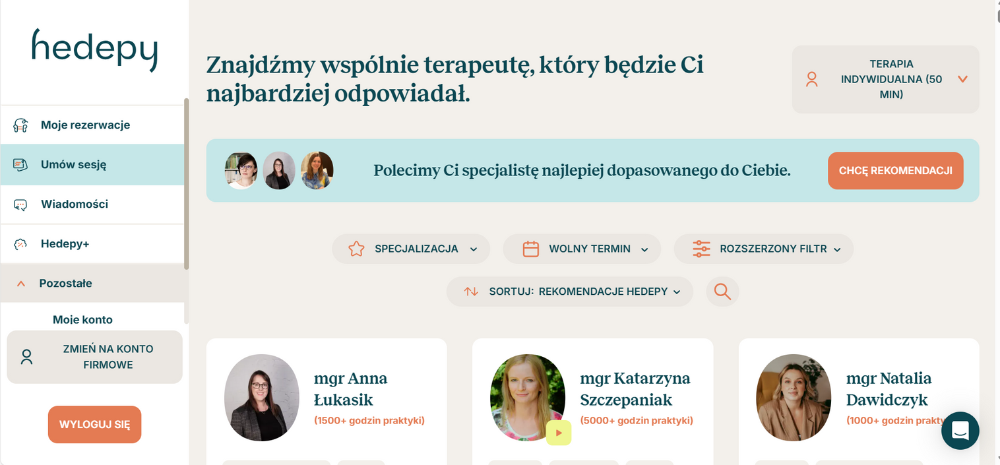 hedepy
Moje rezerwacje
Umów sesję
Wiadomości
Hedepy+
Pozostałe
Moje konto
ZMIEŃ NA KONTO
FIRMOWE
WYLOGUJ SIĘ
Znajdźmy wspólnie terapeutę, który będzie Ci
najbardziej odpowiadał.
TERAPIA
INDYWIDUALNA (50
MIN)
Polecimy Ci specjalistę najlepiej dopasowanego do Ciebie.
CHCĘ REKOMENDACJI
SPECJALIZACJA
WOLNY TERMIN
ROZSZERZONY FILTR
SORTUJ: REKOMENDACJE HEDEPY
mgr Anna
Łukasik
(1500+ godzin praktyki)
mgr Katarzyna
Szczepaniak
(5000+ godzin praktyki)
mgr Natalia
Dawidczyk
(1000+ godzin